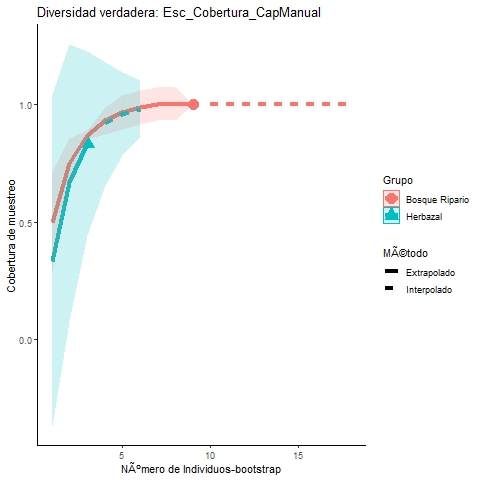 Diversidad verdadera: Esc_Cobertura_CapManual
Cobertura de muestreo
1.0
0.5
0.0
5
10
15
NÃºmero de Individuos-bootstrap
Grupo
Bosque Ripario
Herbazal
MÃ©todo
Extrapolado
Interpolado